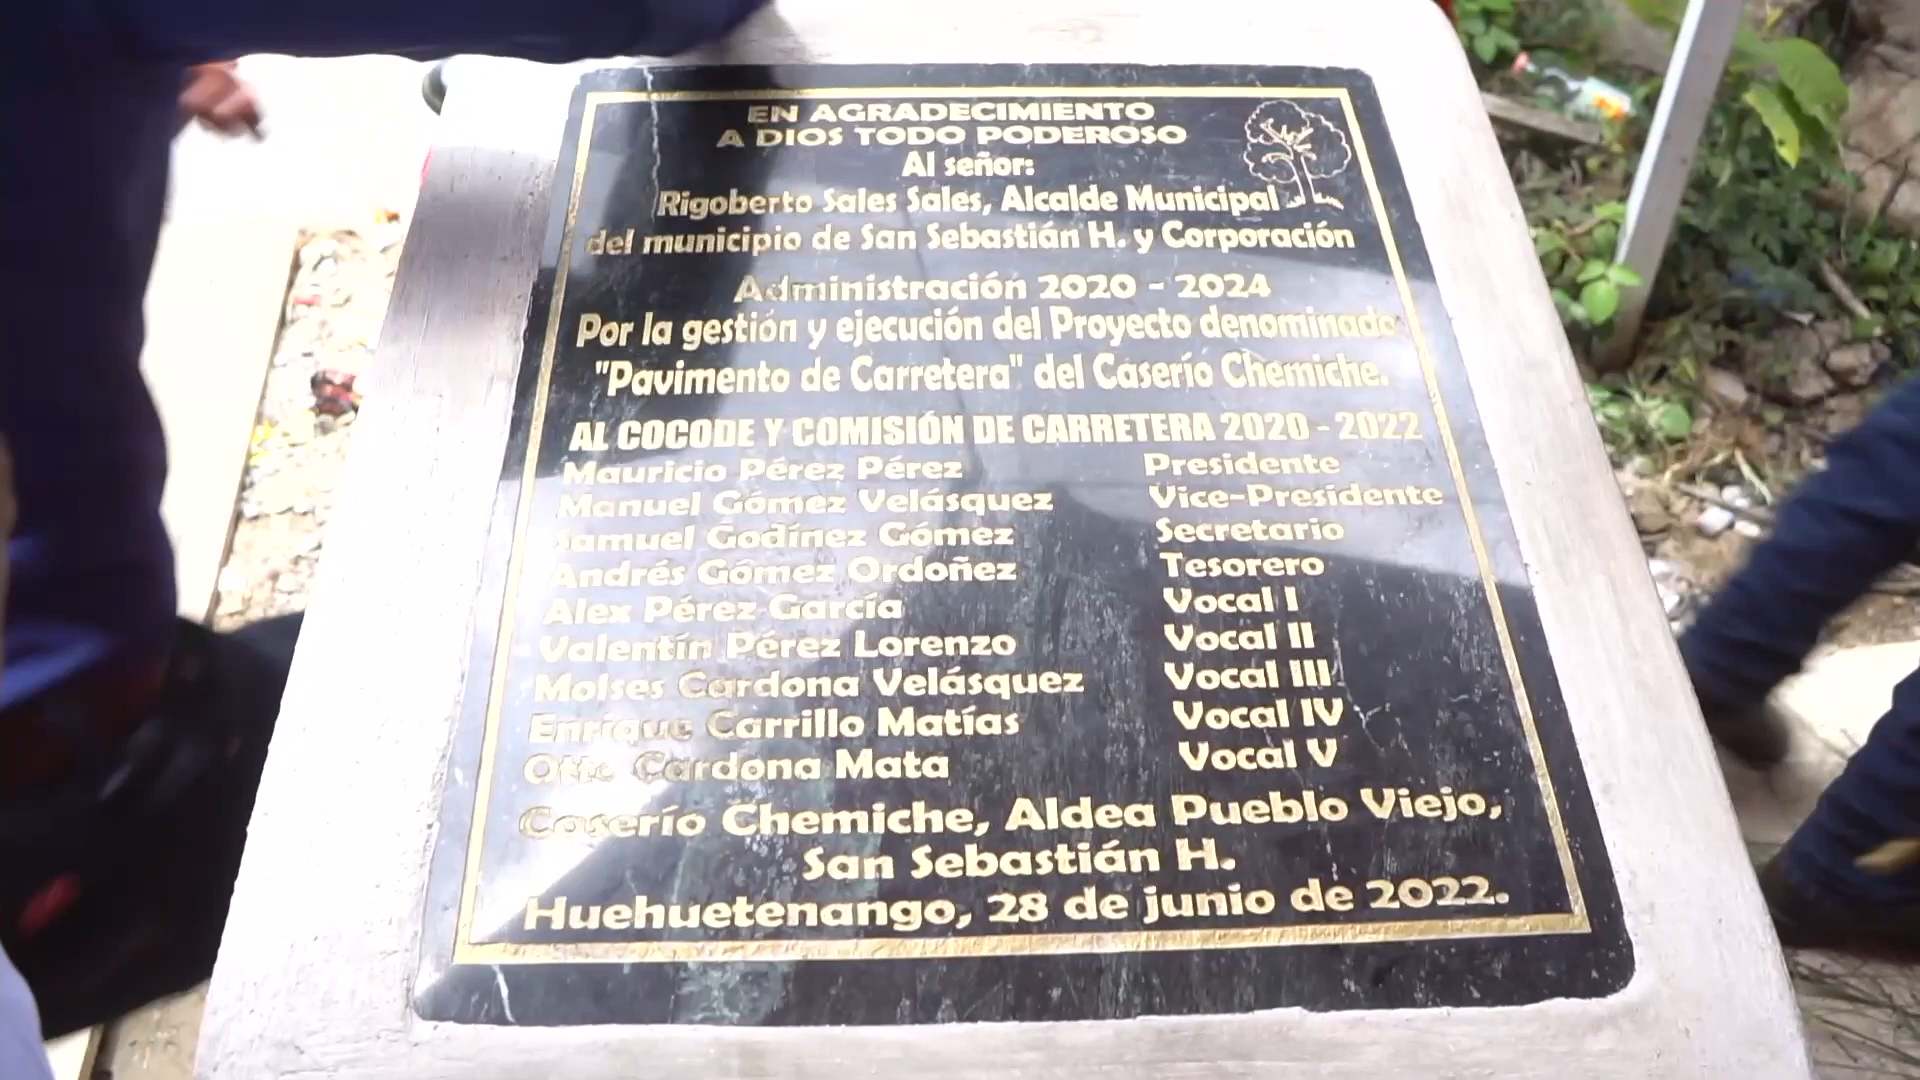 EN AGRADECIMIENTO
A DIOS TODO PODEROSO
Al señor:
Rigoberto Sales Sales, Alcalde Municipal
del municipio de San Sebastián H. y Corporación
Administración 2020 - 2024
Por la gestión y ejecución del Proyecto denominado
"Pavimento de Carretera" del Caserío Chemiche.
AL COCODE Y COMISIÓN DE CARRETERA 2020 - 2022
Mauricio Pérez Pérez Presidente
Manuel Gómez Velásquez Vice-Presidente
Samuel Godínez Gómez Secretario
Andrés Gómez Ordoñez Tesorero
Alex Pérez García Vocal I
Valentín Pérez Lorenzo Vocal II
Moises Cardona Velásquez Vocal III
Enrique Carrillo Matías Vocal IV
Otto Cardona Mata Vocal V
Caserío Chemiche, Aldea Pueblo Viejo,
San Sebastián H.
Huehuetenango, 28 de junio de 2022.